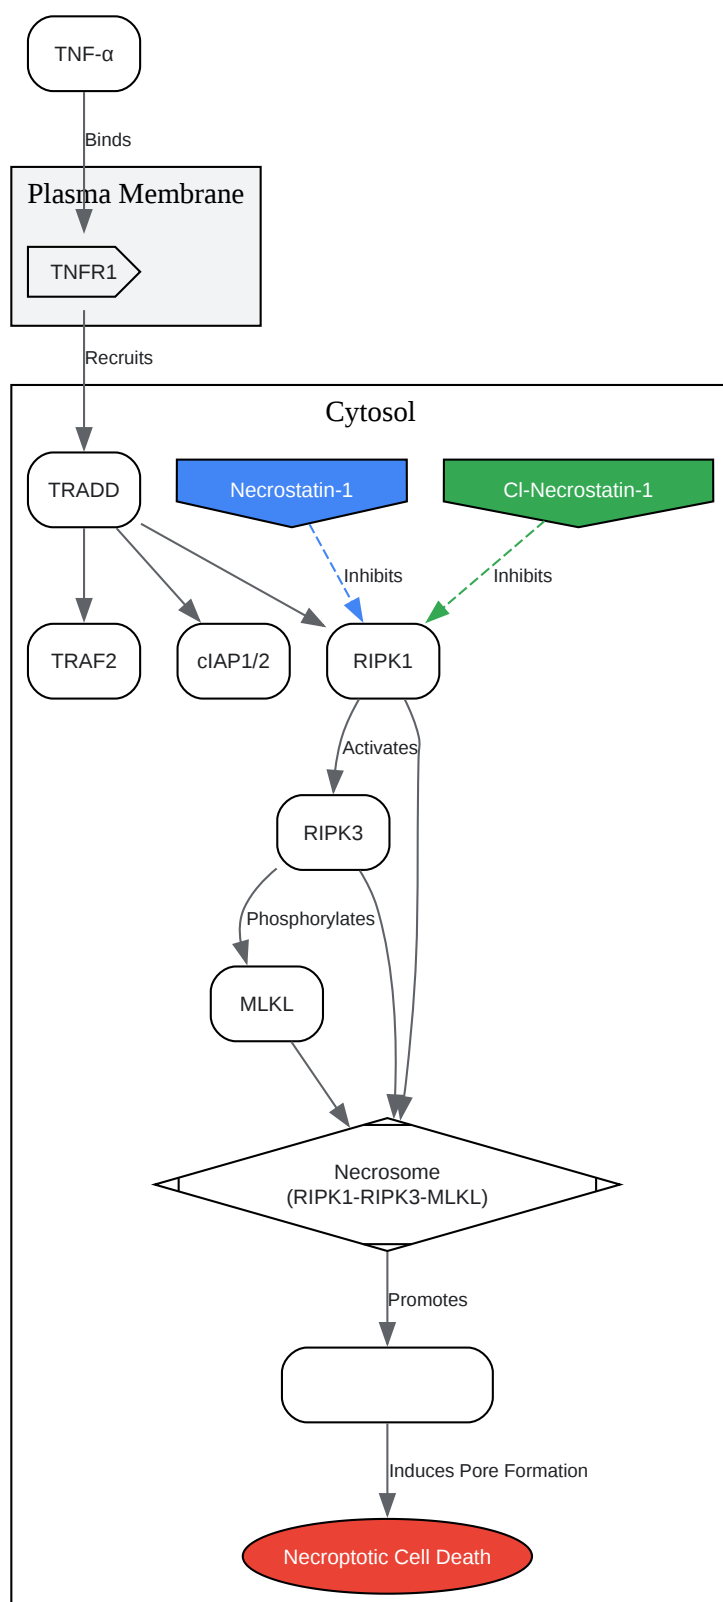 TNF-α
Binds
Plasma Membrane
TNFR1
Recruits
Cytosol
TRADD
Necrostatin-1
Cl-Necrostatin-1
Inhibits
Inhibits
TRAF2
cIAP1/2
RIPK1
Activates
RIPK3
Phosphorylates
MLKL
Necrosome
(RIPK1-RIPK3-MLKL)
Promotes
Induces Pore Formation
Necroptotic Cell Death